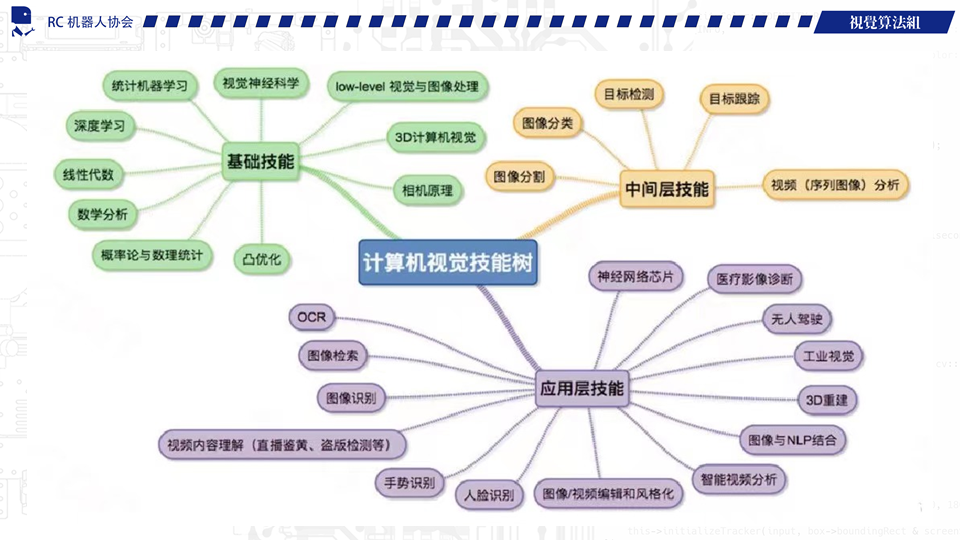 RC 机器人协会
視覺算法組
统计机器学习
视觉神经科学
low-level 视觉与图像处理
深度学习
3D计算机视觉
基础技能
线性代数
相机原理
数学分析
概率论与数理统计
凸优化
目标检测
目标跟踪
图像分类
图像分割
中间层技能
视频（序列图像）分析
计算机视觉技能树
神经网络芯片
医疗影像诊断
OCR
无人驾驶
图像检索
工业视觉
应用层技能
图像识别
3D重建
视频内容理解（直播鉴黄、盗版检测等）
图像与NLP结合
手势识别
人脸识别
图像/视频编辑和风格化
智能视频分析
this->initializeTracker(input, box->boundingRect & screen